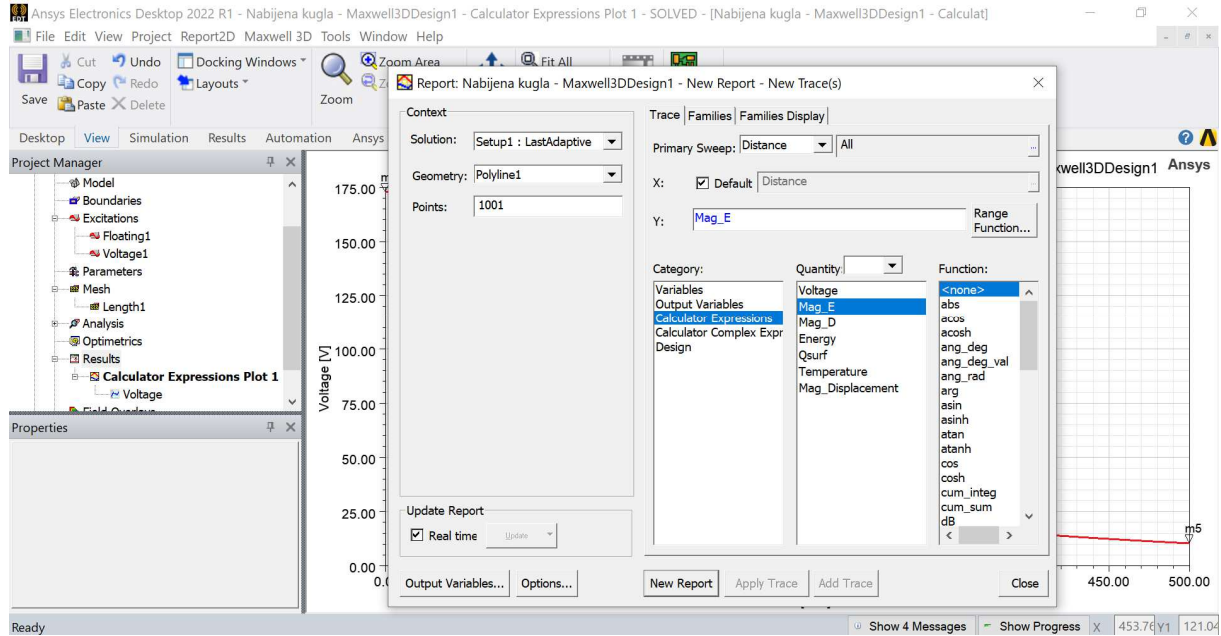 Ansys Electronics Desktop 2022 R1 - Nabijena kugla - Maxwell3DDesign1 - Calculator Expressions Plot 1 - SOLVED - [Nabijena kugla - Maxwell3DDesign1 - Calculat]
File Edit View Project Report2D Maxwell 3D Tools Window Help
Save
Cut Undo
Copy Redo
Paste Delete
Docking Windows
Layouts
Zoom
Zoom Area
Fit All
Desktop View Simulation Results Automation Ansys
Project Manager
Model
Boundaries
Excitations
Floating1
Voltage1
Parameters
Mesh
Length1
Analysis
Optimetrics
Results
Calculator Expressions Plot 1
Voltage
Properties
Ansys
175.00
150.00
125.00
100.00
75.00
50.00
25.00
0.00
Voltage [V]
m5
450.00 500.00
Report: Nabijena kugla - Maxwell3DDesign1 - New Report - New Trace(s)
Context
Solution: Setup1 : LastAdaptive
Geometry: Polyline1
Points: 1001
Update Report
Real time Update
Output Variables... Options...
Trace Families Families Display
Primary Sweep: Distance All ...
X: Default Distance
Y: Mag_E
Range
Function...
Category:
Variables
Output Variables
Calculator Expressions
Calculator Complex Expr
Design
Quantity:
Voltage
Mag_E
Mag_D
Energy
Qsurf
Temperature
Mag_Displacement
Function:
<none>
abs
acos
acosh
ang_deg
ang_deg_val
ang_rad
arg
asin
asinh
atan
atanh
cos
cosh
cum_integ
cum_sum
dB
New Report Apply Trace Add Trace Close
Ready
Show 4 Messages Show Progress X 453.76 Y1 121.04